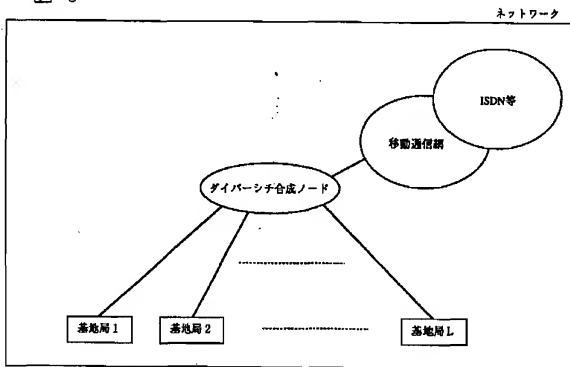 ネットワーク
ISDN等
移動通信網
ダイバーシチ合成ノード
基地局1
基地局2
基地局L